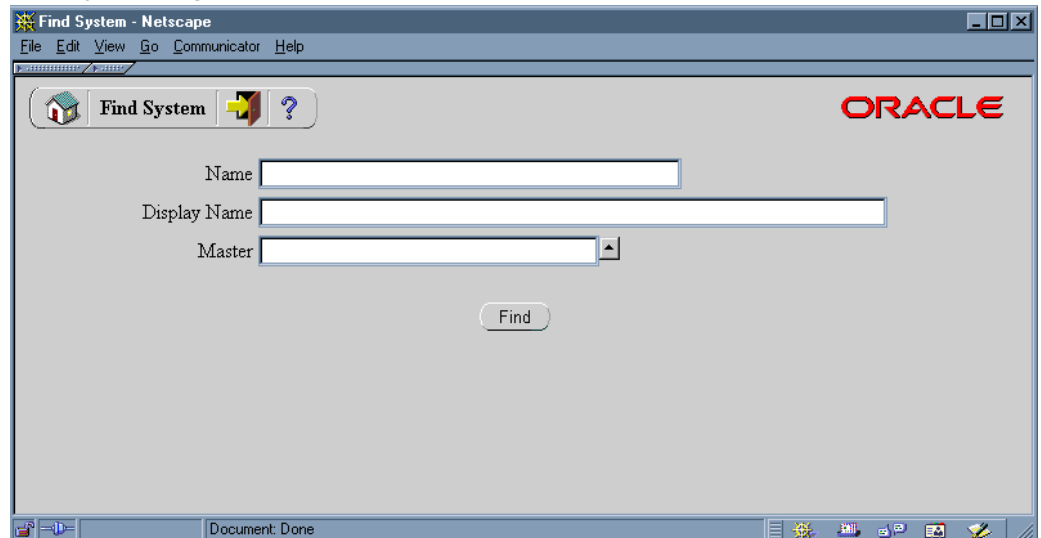 Find System - Netscape
File Edit View Go Communicator Help
Find System ? ORACLE
Name
Display Name
Master
Find
Document: Done